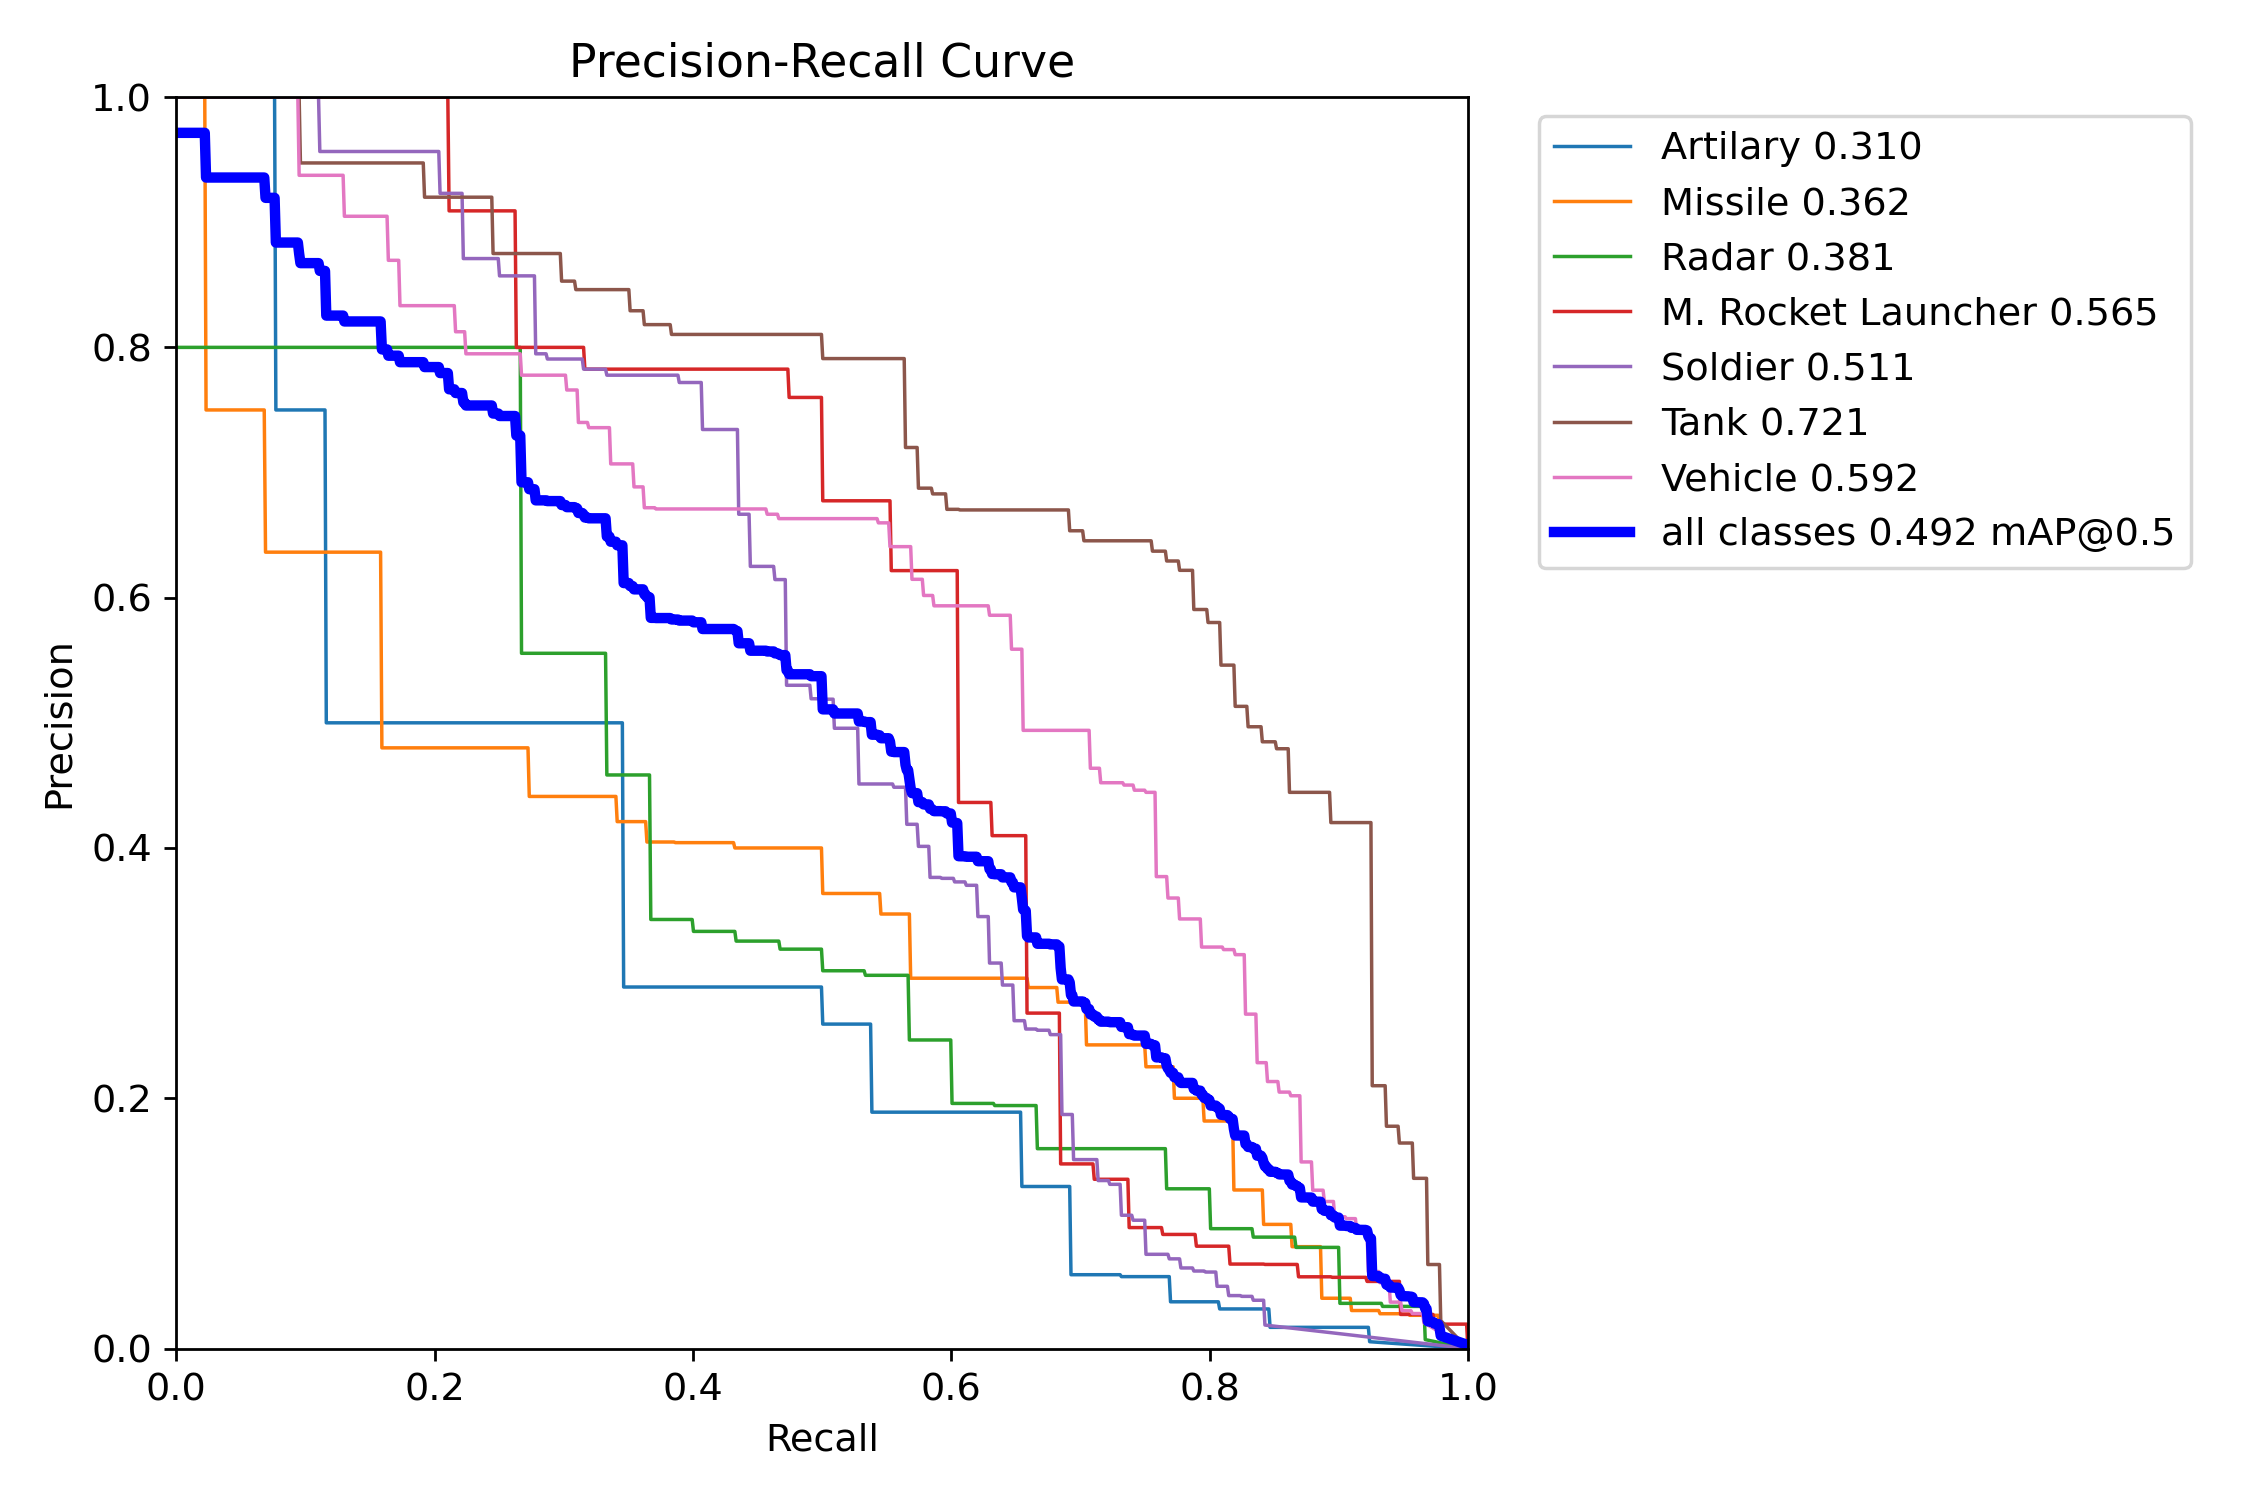 Precision-Recall Curve
1.0
0.8
0.6
0.4
0.2
0.0
Precision
0.0 0.2 0.4 0.6 0.8 1.0
Recall
Artilary 0.310
Missile 0.362
Radar 0.381
M. Rocket Launcher 0.565
Soldier 0.511
Tank 0.721
Vehicle 0.592
all classes 0.492 mAP@0.5